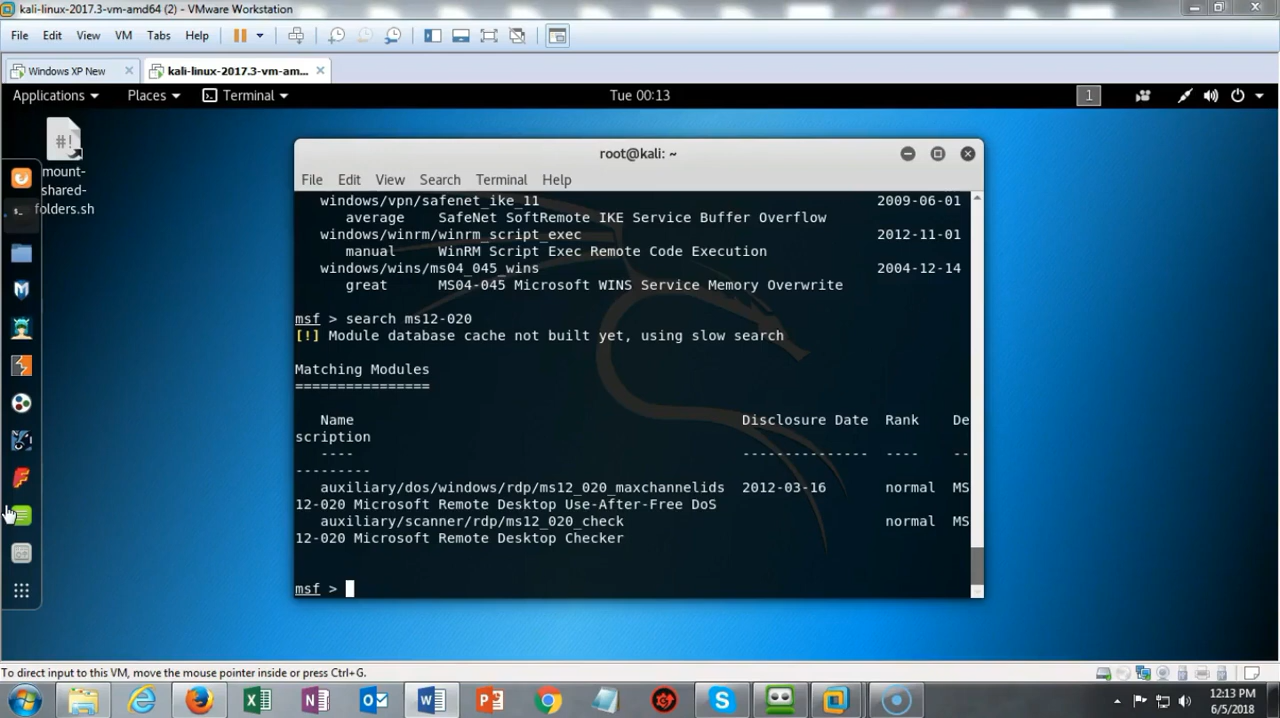 kali-linux-2017.3-vm-amd64 (2) - VMware Workstation
File Edit View VM Tabs Help
Windows XP New kali-linux-2017.3-vm-am...
Applications Places Terminal Tue 00:13 1
#!
mount-
shared-
folders.sh
root@kali: ~
File Edit View Search Terminal Help
windows/vpn/safenet_ike_11 2009-06-01
average SafeNet SoftRemote IKE Service Buffer Overflow
windows/winrm/winrm_script_exec 2012-11-01
manual WinRM Script Exec Remote Code Execution
windows/wins/ms04_045_wins 2004-12-14
great MS04-045 Microsoft WINS Service Memory Overwrite
msf > search ms12-020
[!] Module database cache not built yet, using slow search
Matching Modules
================
Name Disclosure Date Rank De
scription
---- --------------- ---- --
---------
auxiliary/dos/windows/rdp/ms12_020_maxchannelids 2012-03-16 normal MS
12-020 Microsoft Remote Desktop Use-After-Free DoS
auxiliary/scanner/rdp/ms12_020_check normal MS
12-020 Microsoft Remote Desktop Checker
msf >
To direct input to this VM, move the mouse pointer inside or press Ctrl+G.
12:13 PM
6/5/2018